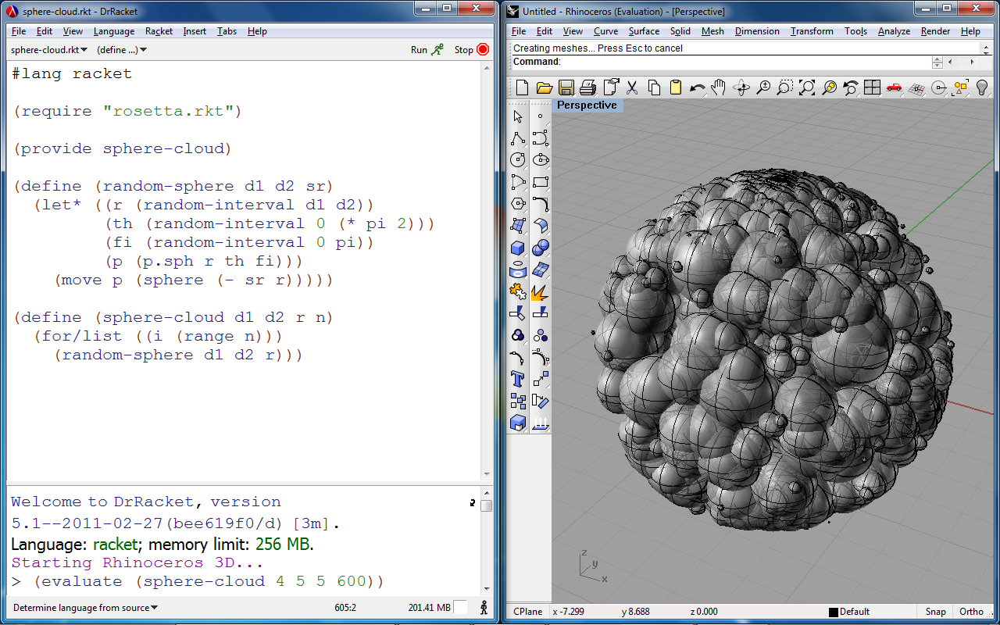 sphere-cloud.rkt - DrRacket
File Edit View Language Racket Insert Tabs Help
sphere-cloud.rkt (define ...) Run Stop
#lang racket
(require "rosetta.rkt")
(provide sphere-cloud)
(define (random-sphere d1 d2 sr)
(let* ((r (random-interval d1 d2))
(th (random-interval 0 (* pi 2)))
(fi (random-interval 0 pi))
(p (p.sph r th fi)))
(move p (sphere (- sr r)))))
(define (sphere-cloud d1 d2 r n)
(for/list ((i (range n)))
(random-sphere d1 d2 r)))
Welcome to DrRacket, version
5.1--2011-02-27(bee619f0/d) [3m].
Language: racket; memory limit: 256 MB.
Starting Rhinoceros 3D...
> (evaluate (sphere-cloud 4 5 5 600))
Determine language from source 605:2 201.41 MB
Untitled - Rhinoceros (Evaluation) - [Perspective]
File Edit View Curve Surface Solid Mesh Dimension Transform Tools Analyze Render Help
Creating meshes... Press Esc to cancel
Command:
Perspective
z
y
x
CPlane x -7.299 y 8.688 z 0.000 Default Snap Ortho